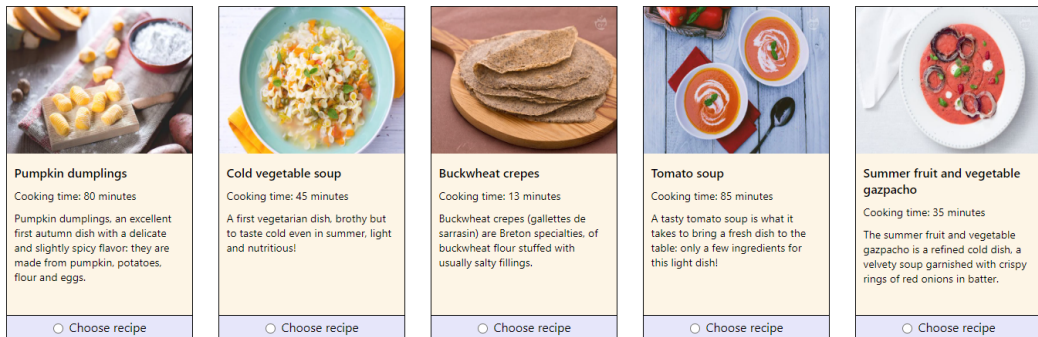 Pumpkin dumplings
Cooking time: 80 minutes
Pumpkin dumplings, an excellent
first autumn dish with a delicate
and slightly spicy flavor: they are
made from pumpkin, potatoes,
flour and eggs.
Choose recipe
Cold vegetable soup
Cooking time: 45 minutes
A first vegetarian dish, brothy but
to taste cold even in summer, light
and nutritious!
Choose recipe
Buckwheat crepes
Cooking time: 13 minutes
Buckwheat crepes (gallettes de
sarrasin) are Breton specialties, of
buckwheat flour stuffed with
usually salty fillings.
Choose recipe
Tomato soup
Cooking time: 85 minutes
A tasty tomato soup is what it
takes to bring a fresh dish to the
table: only a few ingredients for
this light dish!
Choose recipe
Summer fruit and vegetable
gazpacho
Cooking time: 35 minutes
The summer fruit and vegetable
gazpacho is a refined cold dish, a
velvety soup garnished with crispy
rings of red onions in batter.
Choose recipe